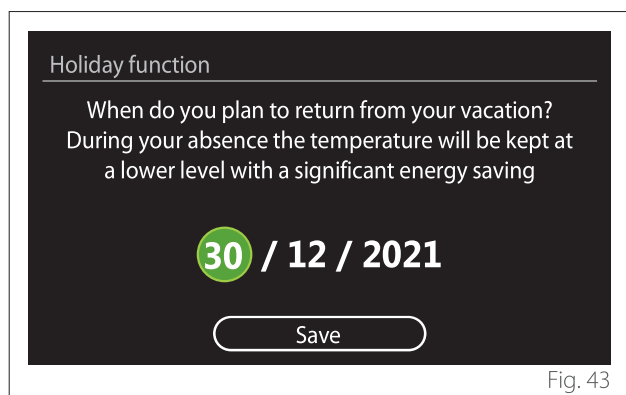 Holiday function
When do you plan to return from your vacation?
During your absence the temperature will be kept at
a lower level with a significant energy saving
30 / 12 / 2021
Save
Fig. 43